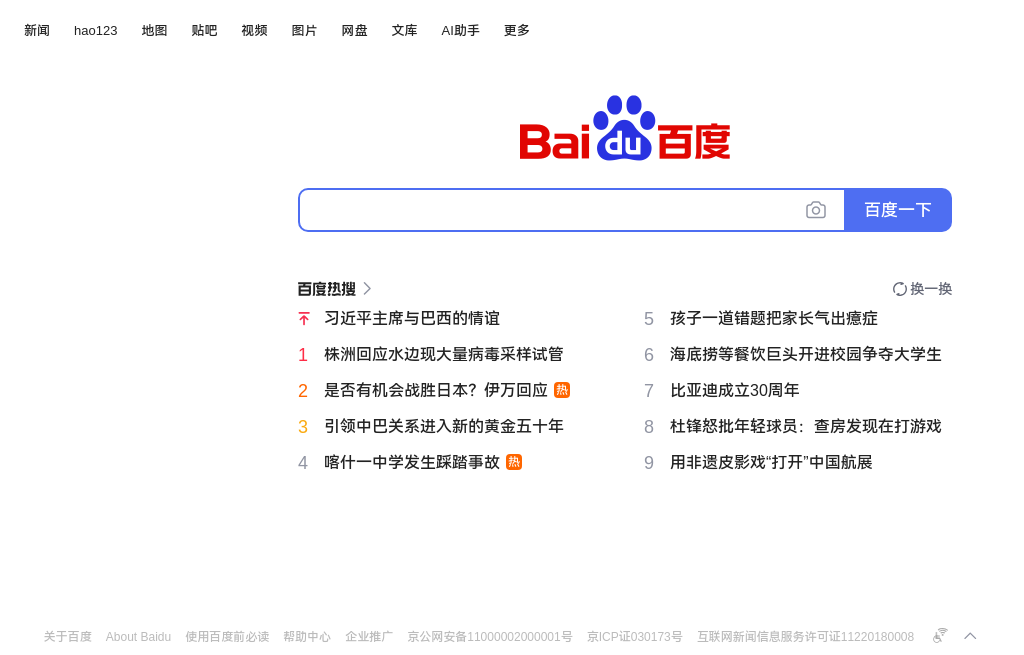 新闻 hao123 地图 贴吧 视频 图片 网盘 文库 AI助手 更多
Bai du 百度
百度一下
百度热搜 换一换
习近平主席与巴西的情谊
1 株洲回应水边现大量病毒采样试管
2 是否有机会战胜日本？伊万回应 热
3 引领中巴关系进入新的黄金五十年
4 喀什一中学发生踩踏事故 热
5 孩子一道错题把家长气出癔症
6 海底捞等餐饮巨头开进校园争夺大学生
7 比亚迪成立30周年
8 杜锋怒批年轻球员：查房发现在打游戏
9 用非遗皮影戏“打开”中国航展
关于百度 About Baidu 使用百度前必读 帮助中心 企业推广 京公网安备11000002000001号 京ICP证030173号 互联网新闻信息服务许可证11220180008